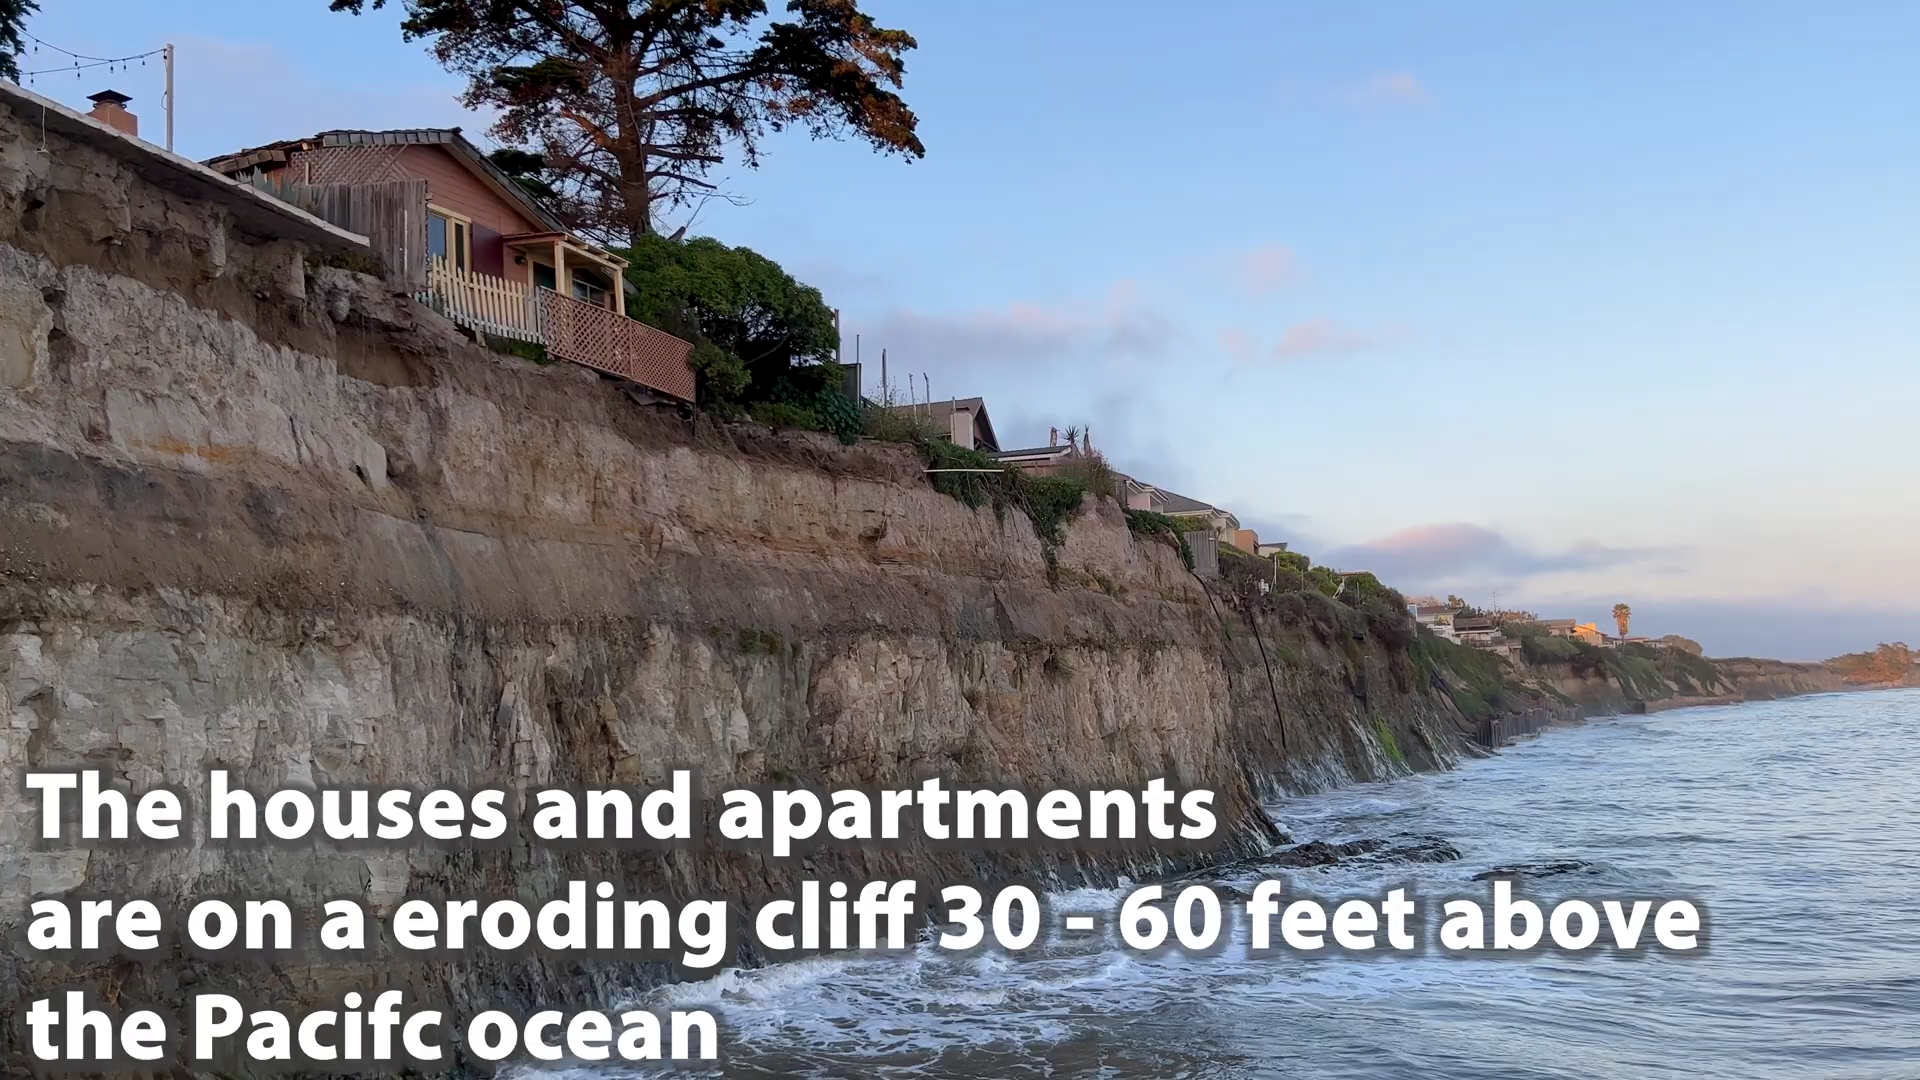 The houses and apartments
are on a eroding cliff 30 - 60 feet above
the Pacifc ocean